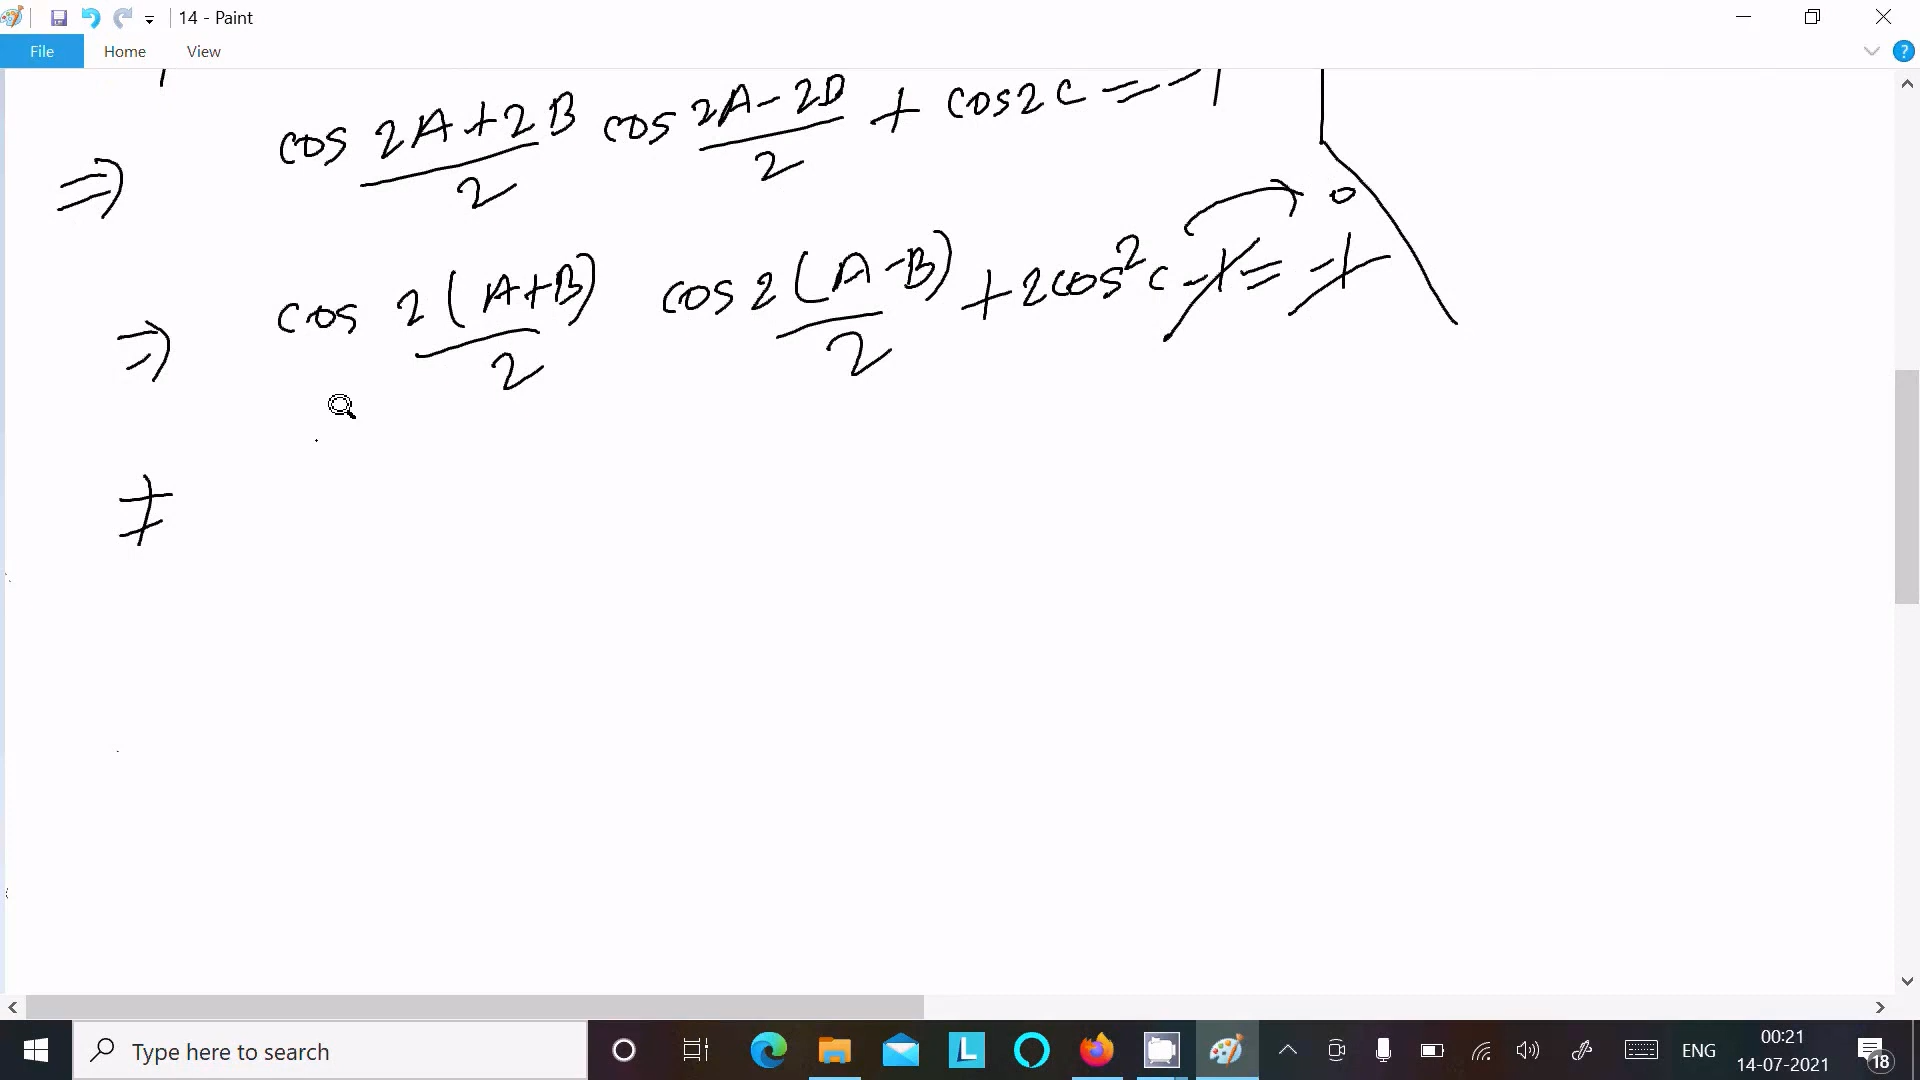 14 - Paint
File Home View
⇒ cos (2A+2B)/2 cos (2A-2B)/2 + cos2C = -1
⇒ cos 2(A+B)/2 cos 2(A-B)/2 + 2cos²C - 1 = -1
0
Type here to search
L
ENG
00:21
14-07-2021
18